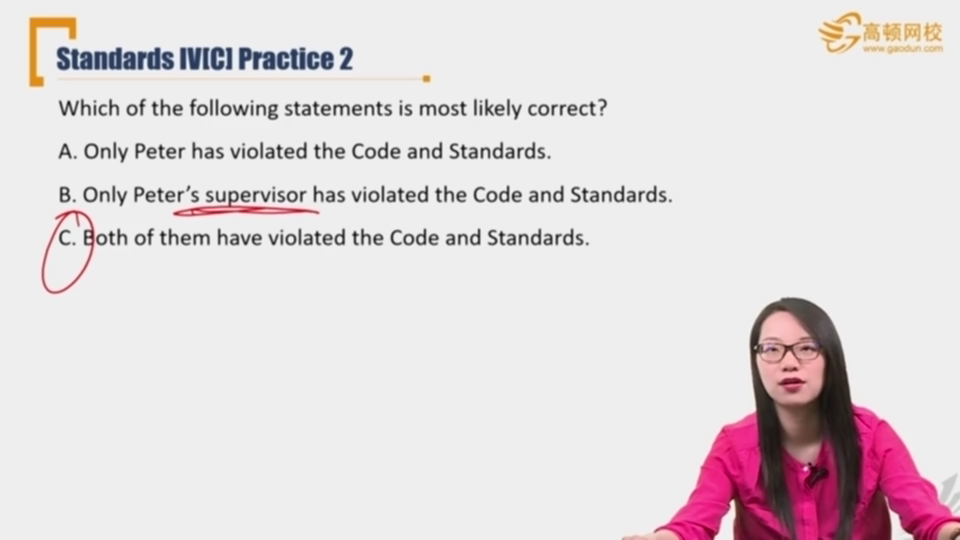 高顿网校
www.gaodun.com
Standards IV[C] Practice 2
Which of the following statements is most likely correct?
A. Only Peter has violated the Code and Standards.
B. Only Peter’s supervisor has violated the Code and Standards.
C. Both of them have violated the Code and Standards.